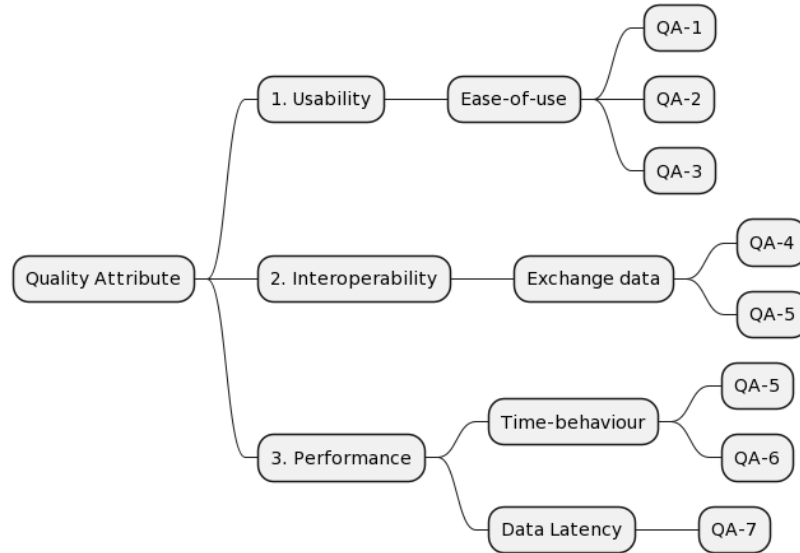 Quality Attribute
1. Usability
Ease-of-use
QA-1
QA-2
QA-3
2. Interoperability
Exchange data
QA-4
QA-5
3. Performance
Time-behaviour
QA-5
QA-6
Data Latency
QA-7